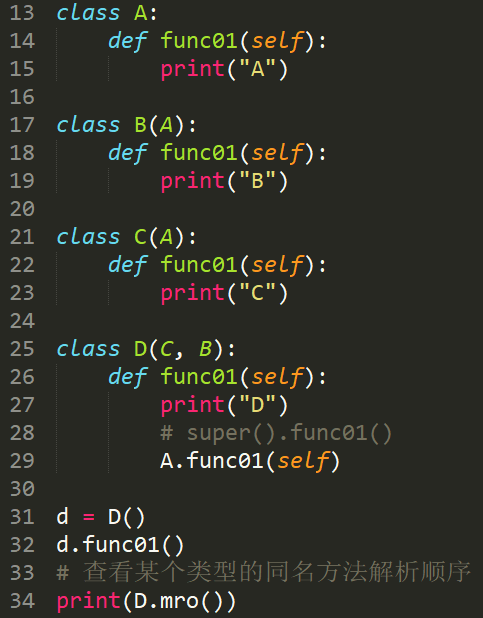 13 class A:
14     def func01(self):
15         print("A")
16
17 class B(A):
18     def func01(self):
19         print("B")
20
21 class C(A):
22     def func01(self):
23         print("C")
24
25 class D(C, B):
26     def func01(self):
27         print("D")
28         # super().func01()
29         A.func01(self)
30
31 d = D()
32 d.func01()
33 # 查看某个类型的同名方法解析顺序
34 print(D.mro())